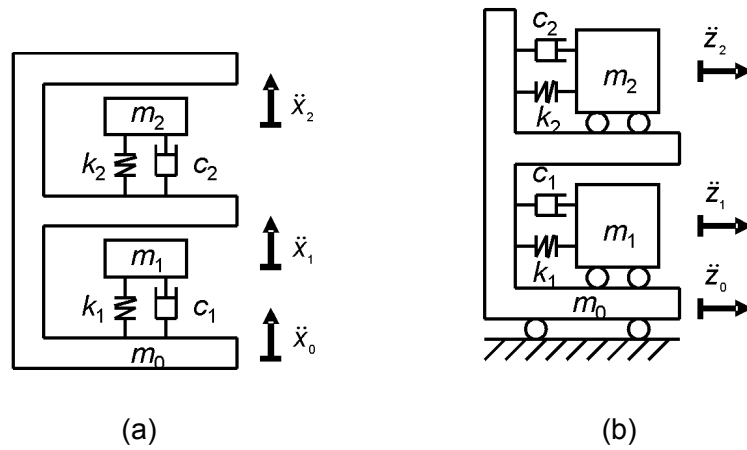 m₂
k₂ c₂
ẍ₂
m₁
k₁ c₁
ẍ₁
m₀
ẍ₀
(a)
c₂
m₂
k₂
z̈₂
c₁
m₁
k₁
z̈₁
m₀
z̈₀
(b)